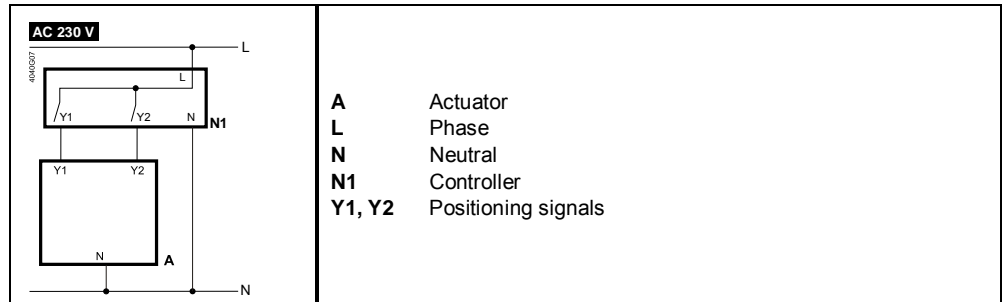 AC 230 V
L
4040G07
L
Y1 Y2 N
N1
Y1 Y2
N
A
N
A Actuator
L Phase
N Neutral
N1 Controller
Y1, Y2 Positioning signals